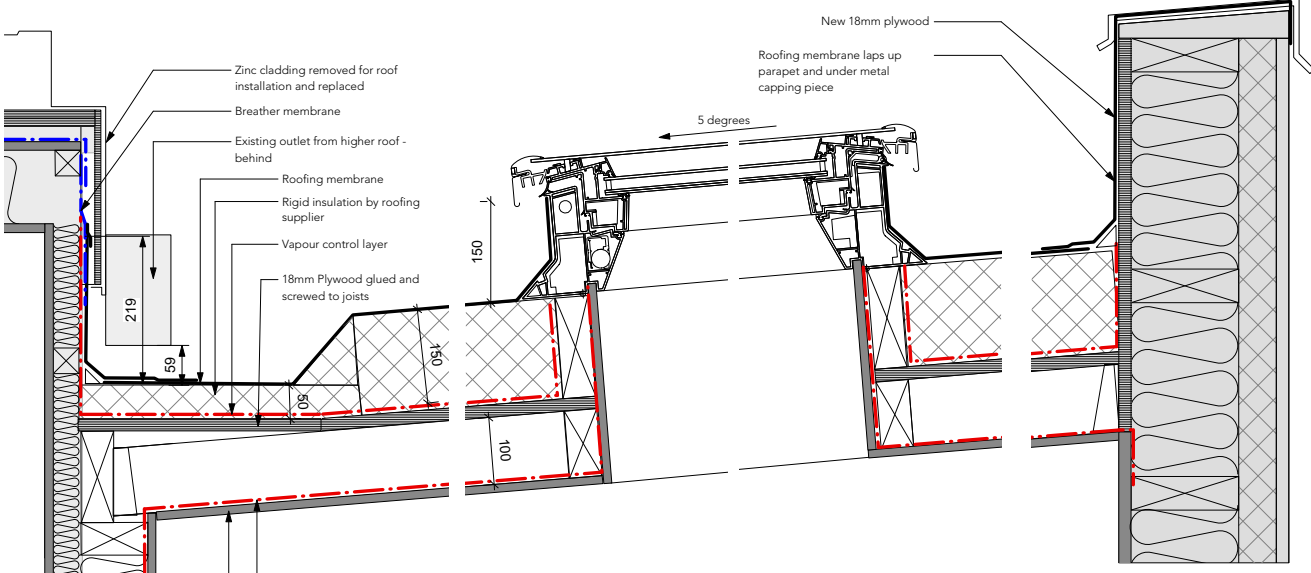 Zinc cladding removed for roof
installation and replaced
Breather membrane
Existing outlet from higher roof -
behind
Roofing membrane
Rigid insulation by roofing
supplier
Vapour control layer
18mm Plywood glued and
screwed to joists
219
59
50
150
100
150
5 degrees
New 18mm plywood
Roofing membrane laps up
parapet and under metal
capping piece